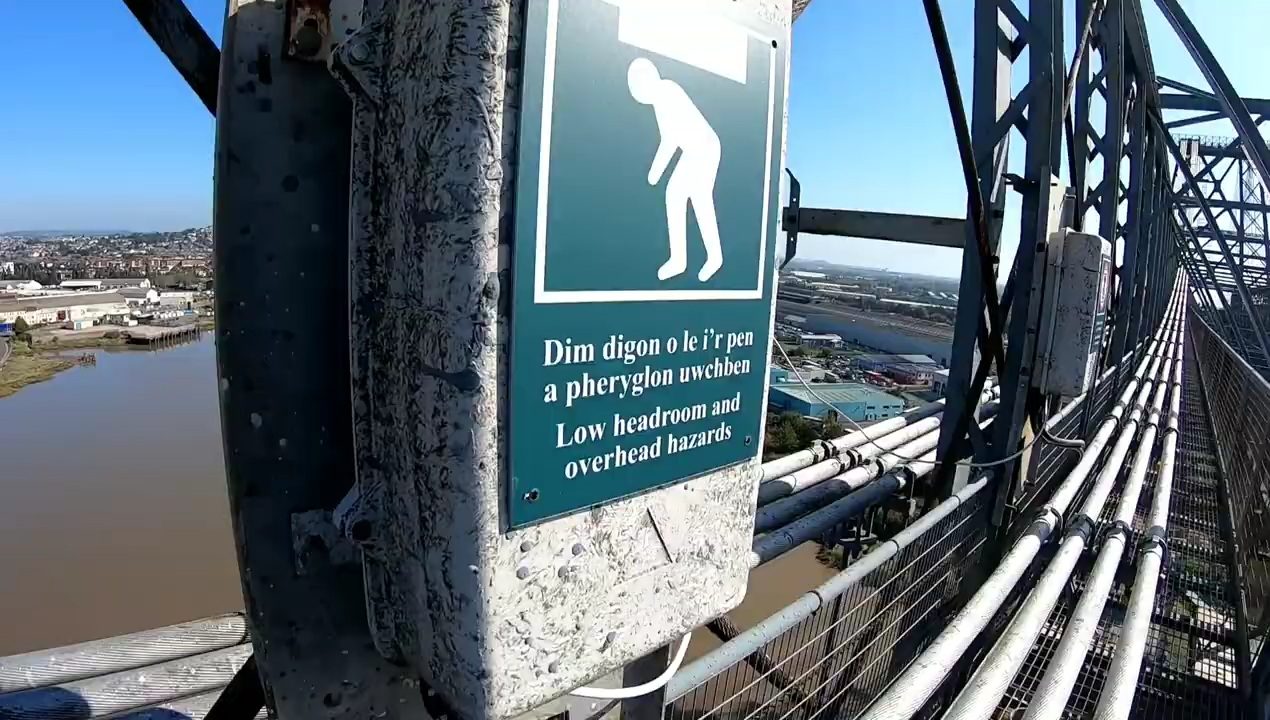 Dim digon o le i'r pen
a pheryglon uwchben
Low headroom and
overhead hazards